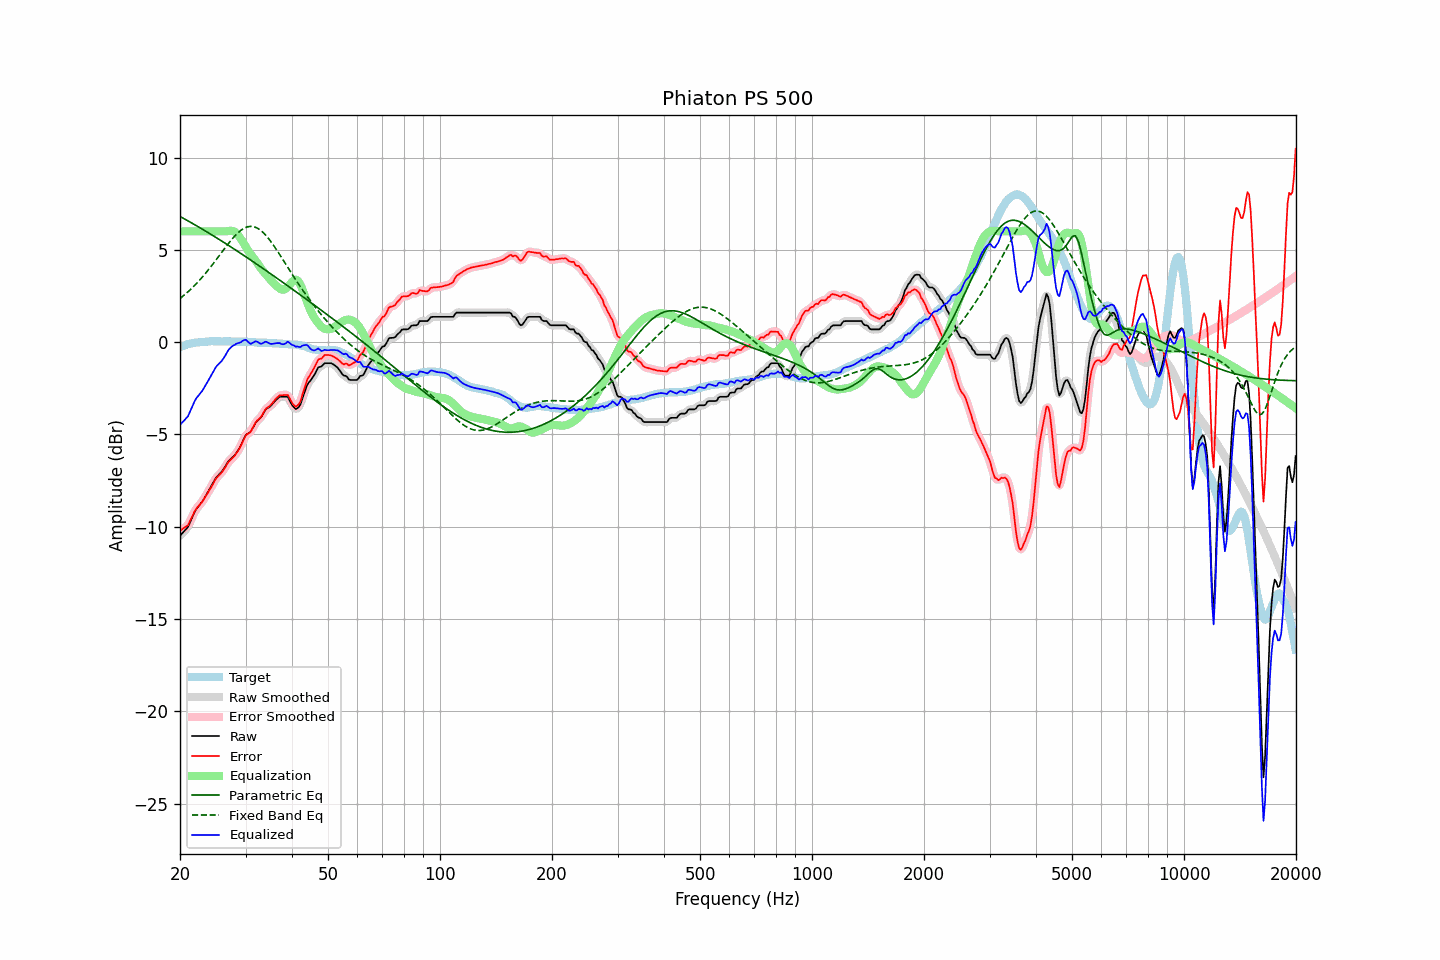 Phiaton PS 500
Amplitude (dBr)
10
5
0
−5
−10
−15
−20
−25
Target
Raw Smoothed
Error Smoothed
Raw
Error
Equalization
Parametric Eq
Fixed Band Eq
Equalized
20 50 100 200 500 1000 2000 5000 10000 20000
Frequency (Hz)